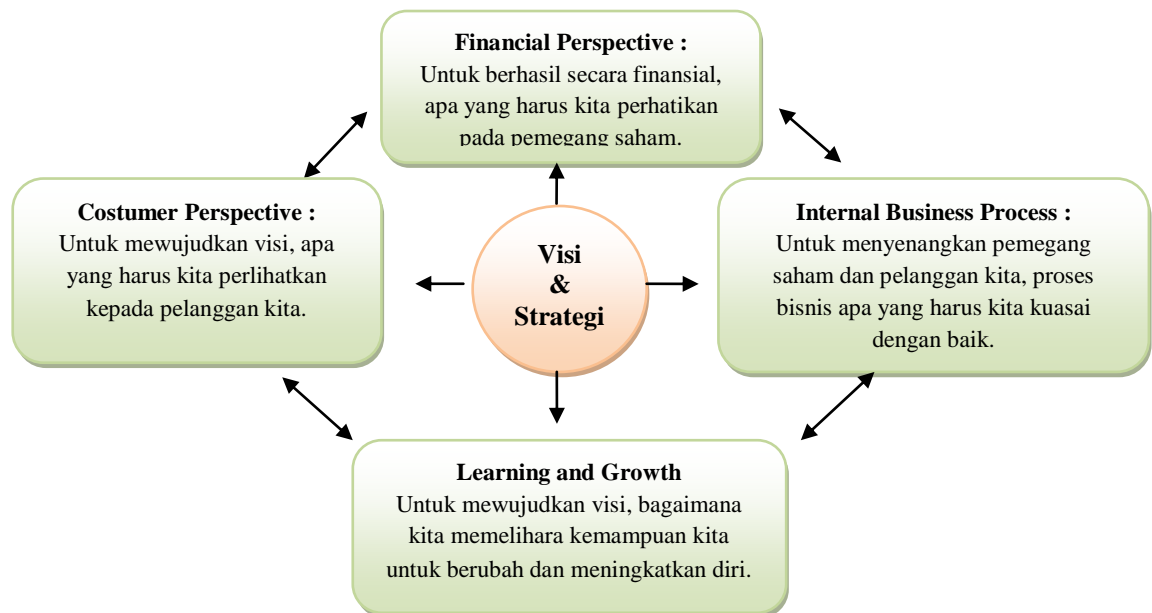 Financial Perspective :
Untuk berhasil secara finansial,
apa yang harus kita perhatikan
pada pemegang saham.
Costumer Perspective :
Untuk mewujudkan visi, apa
yang harus kita perlihatkan
kepada pelanggan kita.
Visi
&
Strategi
Internal Business Process :
Untuk menyenangkan pemegang
saham dan pelanggan kita, proses
bisnis apa yang harus kita kuasai
dengan baik.
Learning and Growth
Untuk mewujudkan visi, bagaimana
kita memelihara kemampuan kita
untuk berubah dan meningkatkan diri.